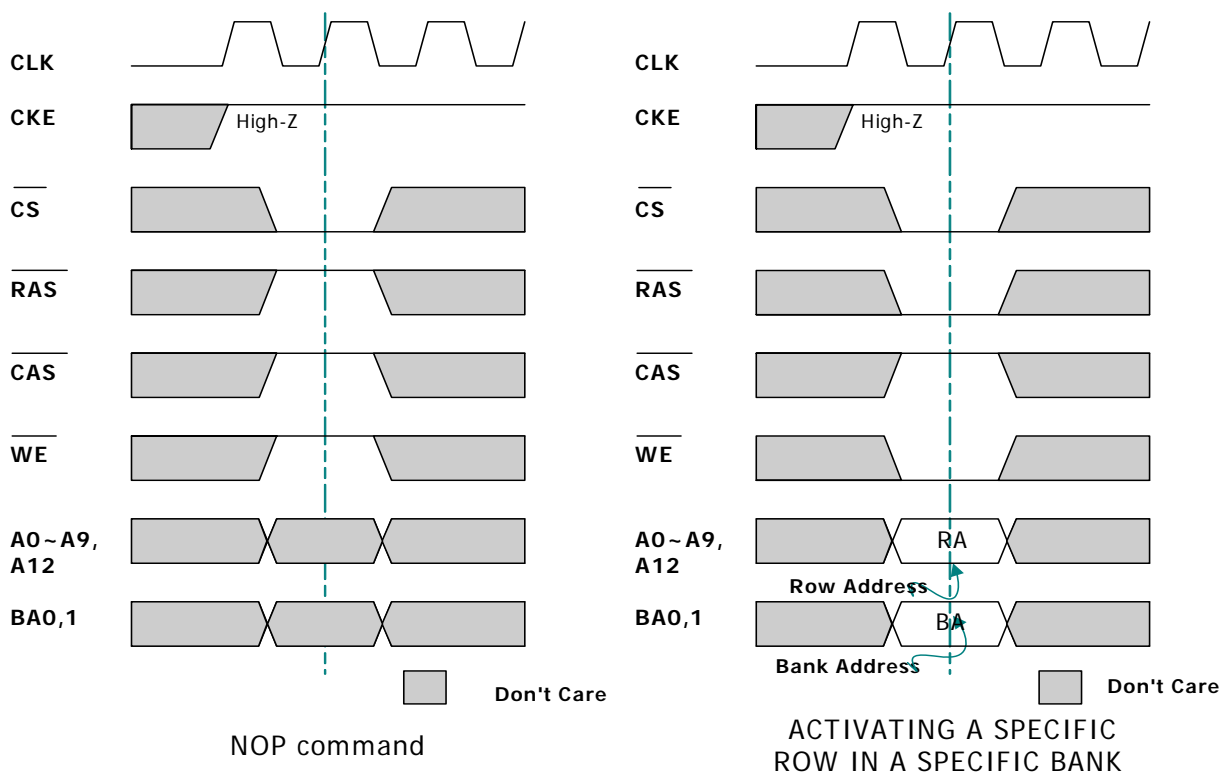 CLK
CKE
High-Z
CS
RAS
CAS
WE
A0~A9,
A12
BA0,1
Don't Care
NOP command
CLK
CKE
High-Z
CS
RAS
CAS
WE
A0~A9,
A12
RA
Row Address
BA0,1
BA
Bank Address
Don't Care
ACTIVATING A SPECIFIC
ROW IN A SPECIFIC BANK